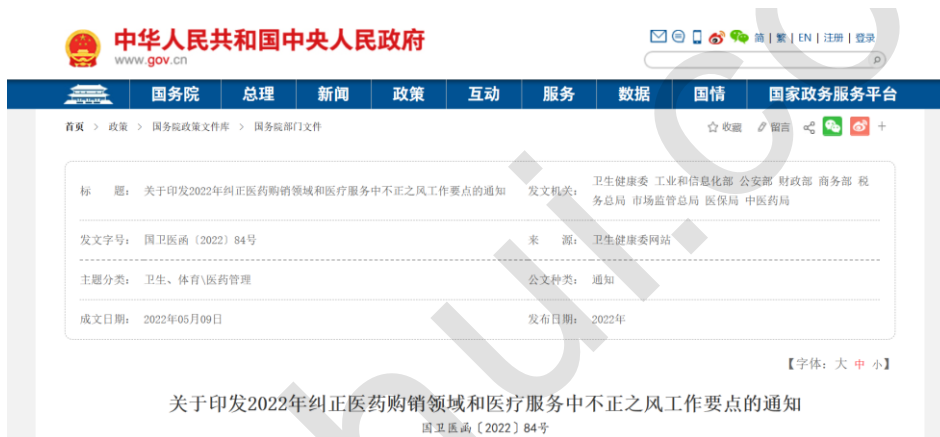 中华人民共和国中央人民政府
www.gov.cn
简 | 繁 | EN | 注册 | 登录
国务院 总理 新闻 政策 互动 服务 数据 国情 国家政务服务平台
首页 > 政策 > 国务院政策文件库 > 国务院部门文件
收藏 留言
标 题: 关于印发2022年纠正医药购销领域和医疗服务中不正之风工作要点的通知
发文机关: 卫生健康委 工业和信息化部 公安部 财政部 商务部 税
务总局 市场监管总局 医保局 中医药局
发文字号: 国卫医函〔2022〕84号
来 源: 卫生健康委网站
主题分类: 卫生、体育\医药管理
公文种类: 通知
成文日期: 2022年05月09日
发布日期: 2022年
【字体: 大 中 小】
关于印发2022年纠正医药购销领域和医疗服务中不正之风工作要点的通知
国卫医函〔2022〕84号
hui.co